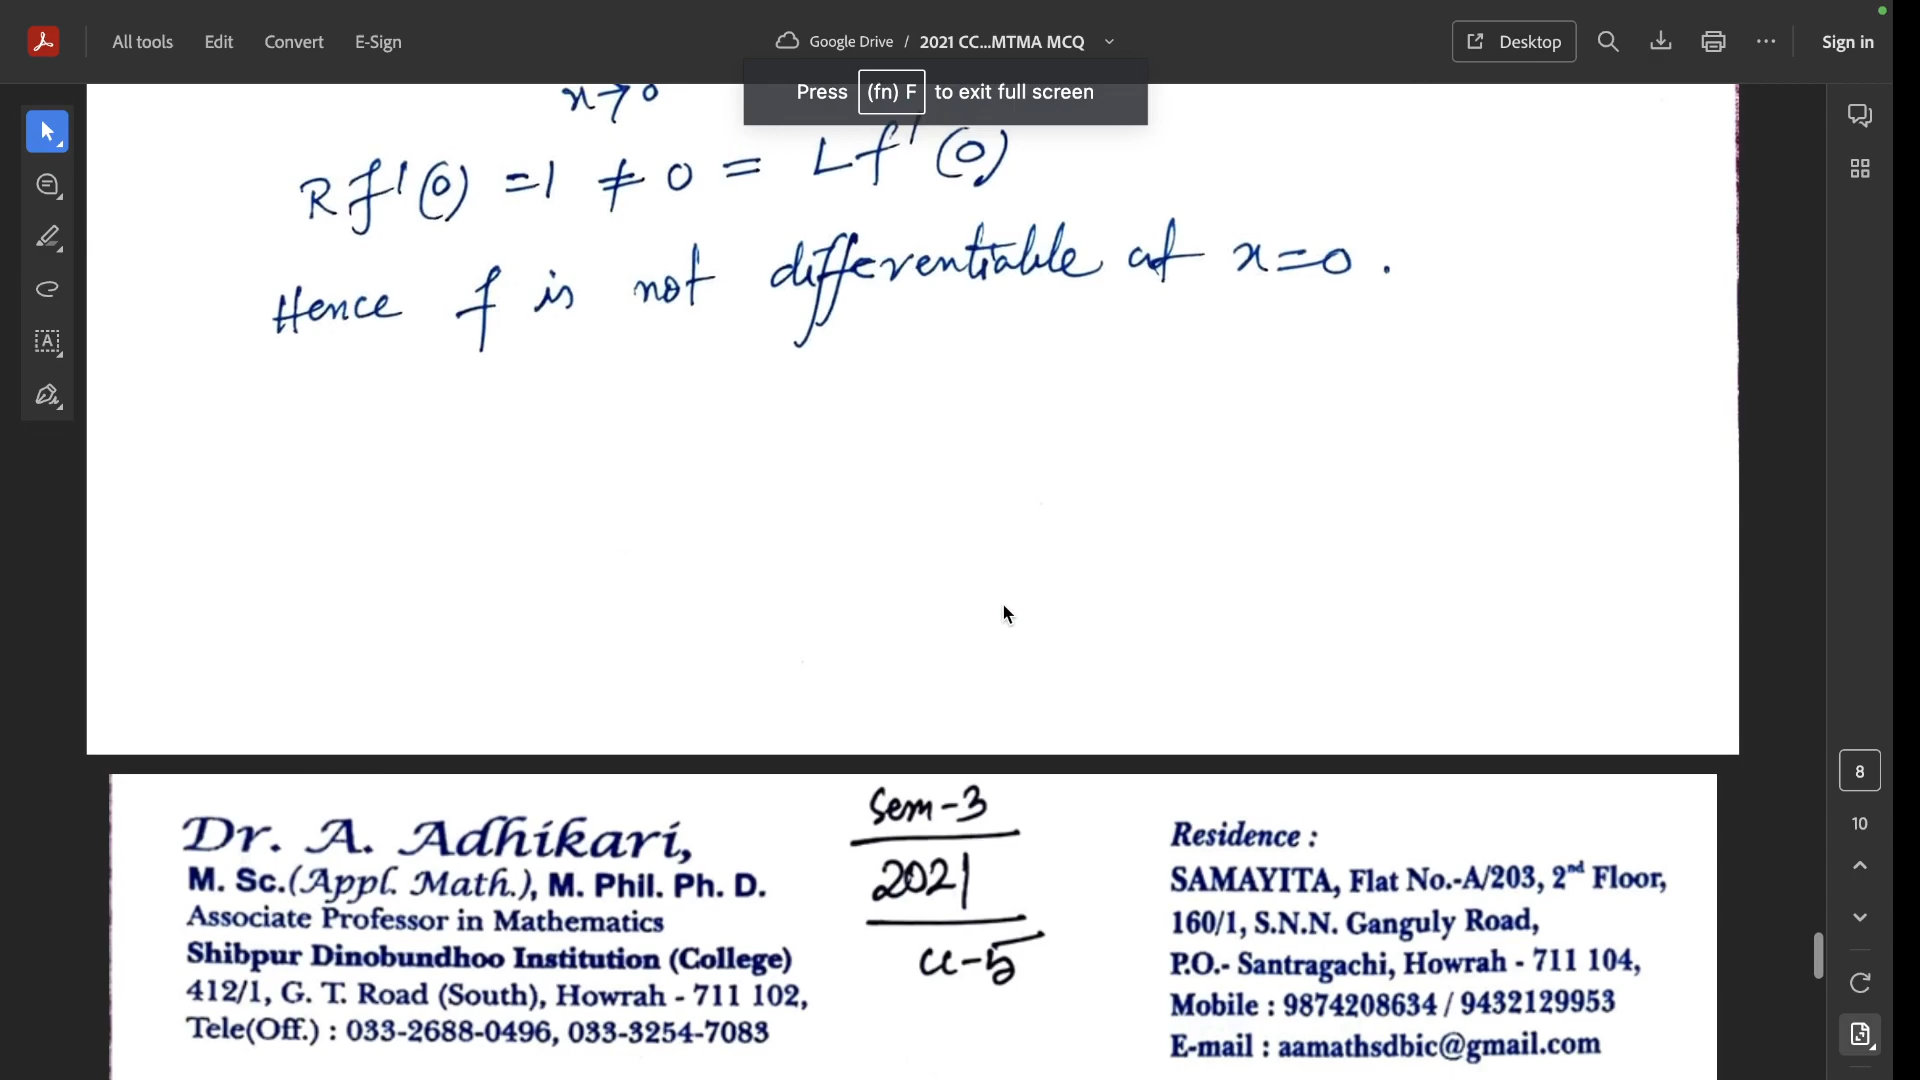 All tools Edit Convert E-Sign Google Drive / 2021 CC...MTMA MCQ Desktop Sign in
Press (fn) F to exit full screen
x→0
Rf'(0) = 1 ≠ 0 = Lf'(0)
Hence f is not differentiable at x=0.
8
10
Sem-3
2021
CC-5
Dr. A. Adhikari,
M. Sc.(Appl. Math.), M. Phil. Ph. D.
Associate Professor in Mathematics
Shibpur Dinobundhoo Institution (College)
412/1, G. T. Road (South), Howrah - 711 102,
Tele(Off.) : 033-2688-0496, 033-3254-7083
Residence :
SAMAYITA, Flat No.-A/203, 2nd Floor,
160/1, S.N.N. Ganguly Road,
P.O.- Santragachi, Howrah - 711 104,
Mobile : 9874208634 / 9432129953
E-mail : aamathsdbic@gmail.com